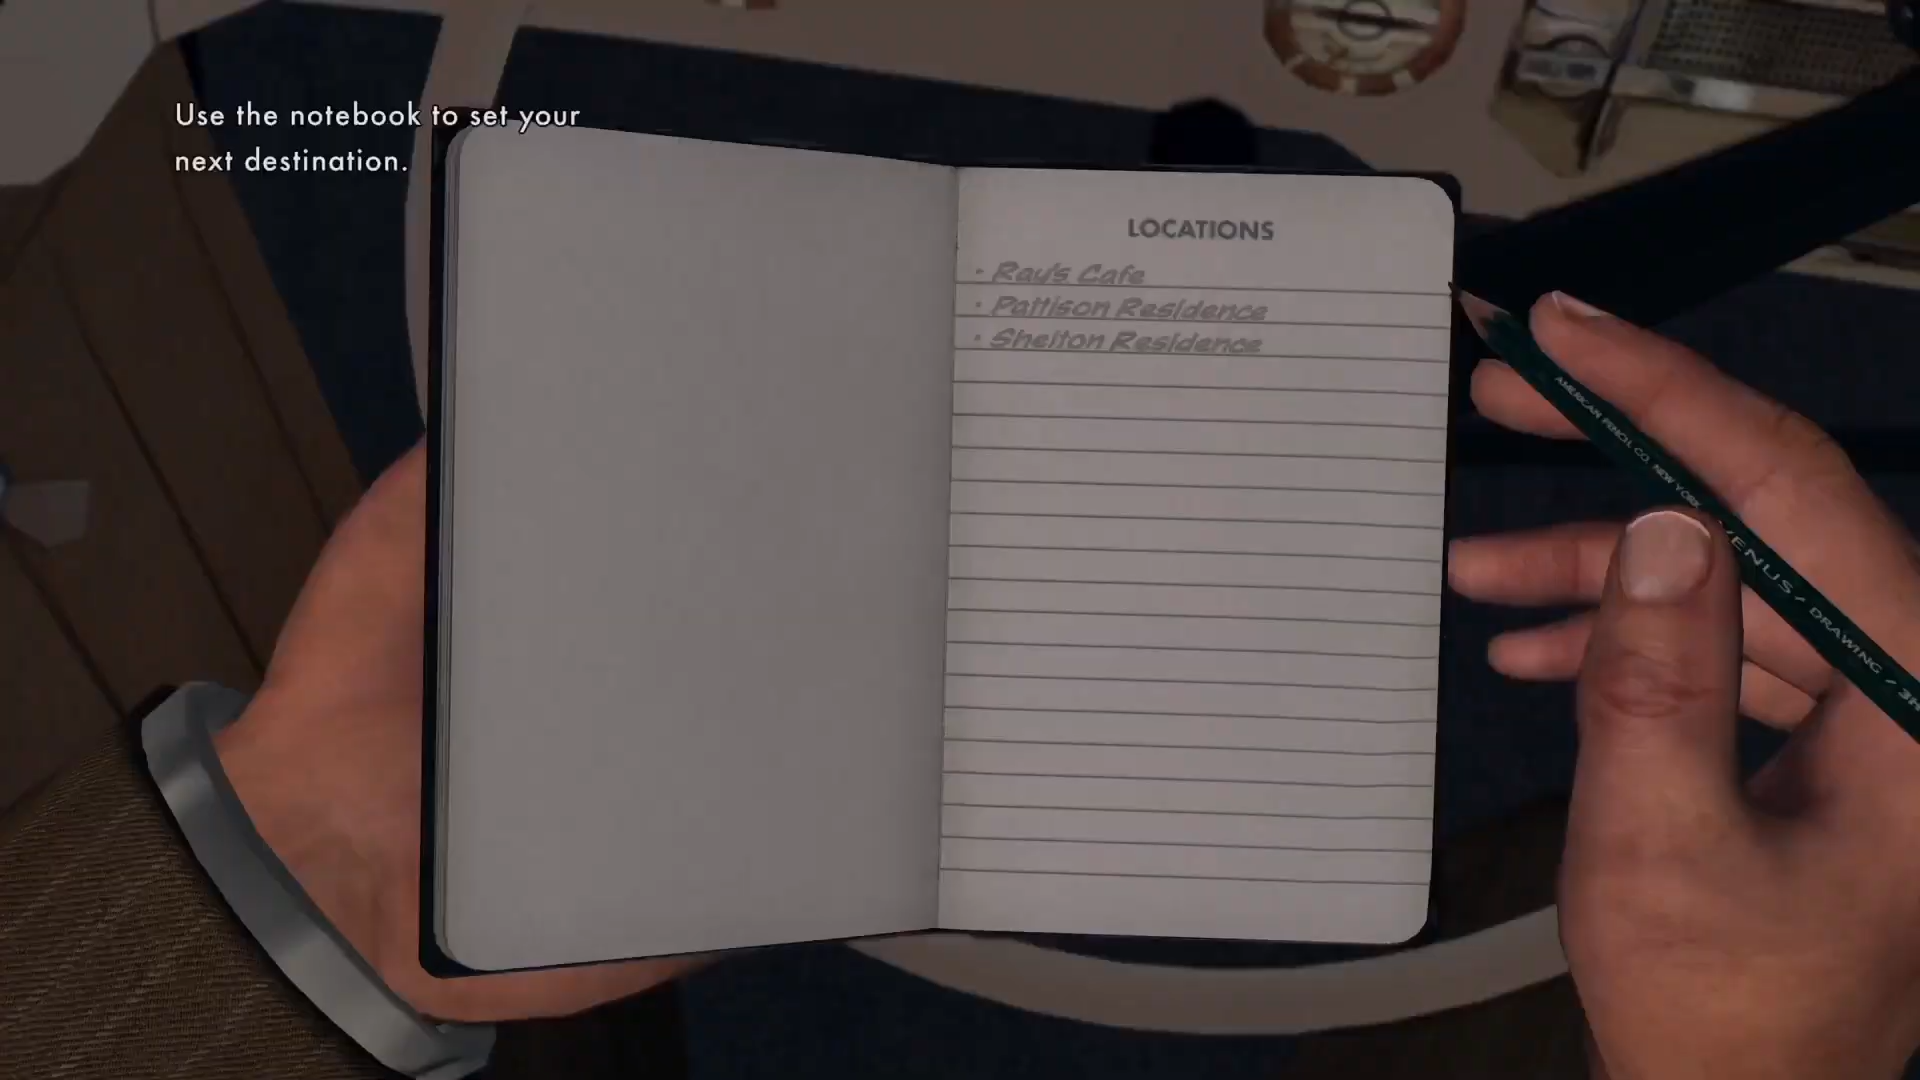 Use the notebook to set your
next destination.
LOCATIONS
• Ray's Cafe
• Pattison Residence
• Shelton Residence
AMERICAN PENCIL CO. NEW YORK VENUS / DRAWING / 3H